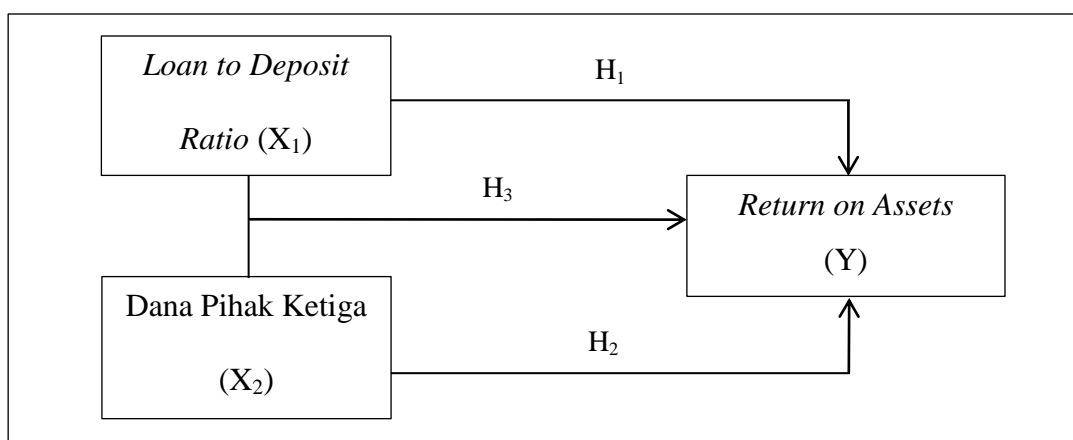 Loan to Deposit
Ratio (X₁)
H₁
H₃
Return on Assets
(Y)
Dana Pihak Ketiga
(X₂)
H₂